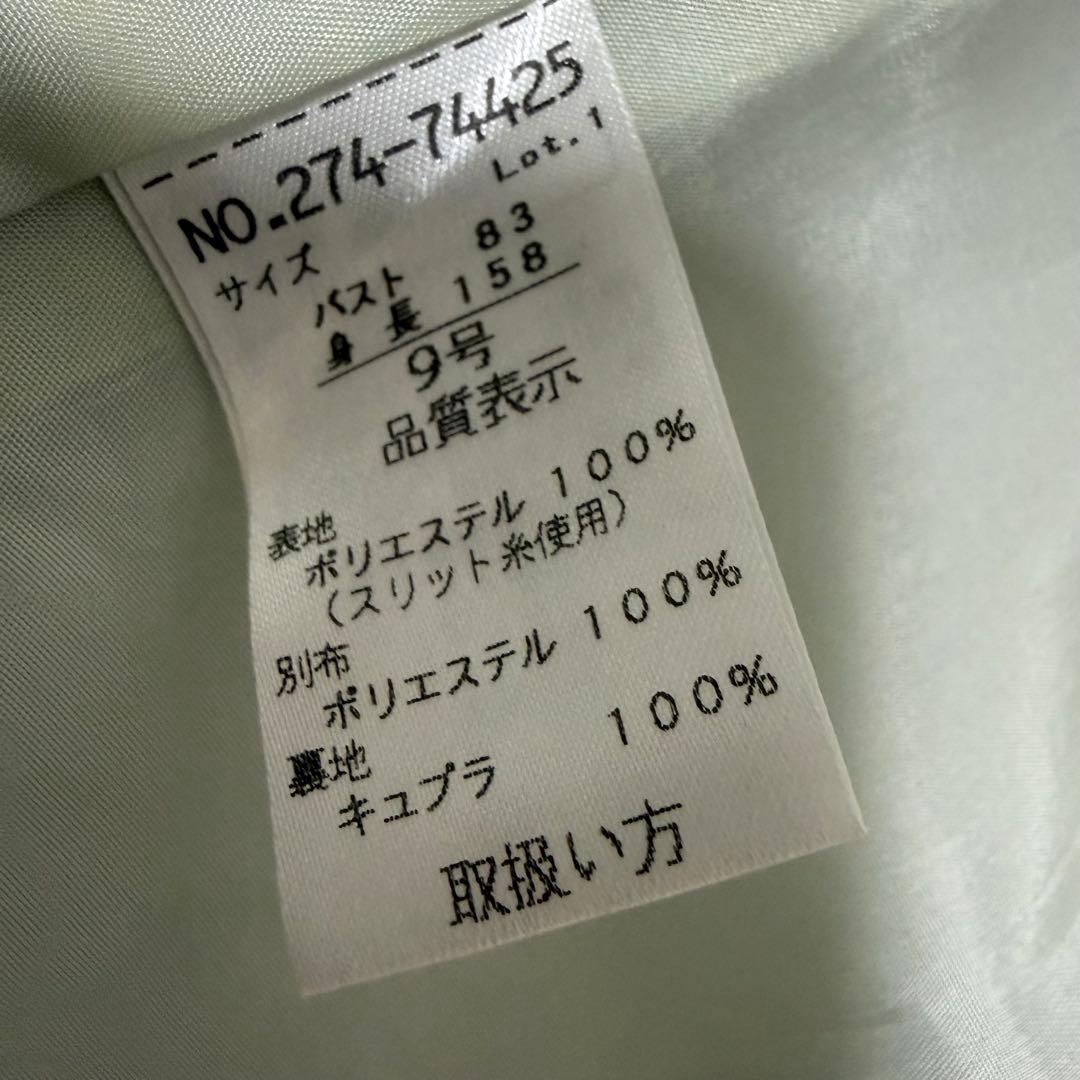 NO.274-74425
Lot.1
サイズ
バスト 83
身長 158
9号
品質表示
表地
ポリエステル 100%
(スリット糸使用)
別布
ポリエステル 100%
裏地
キュプラ 100%
取扱い方